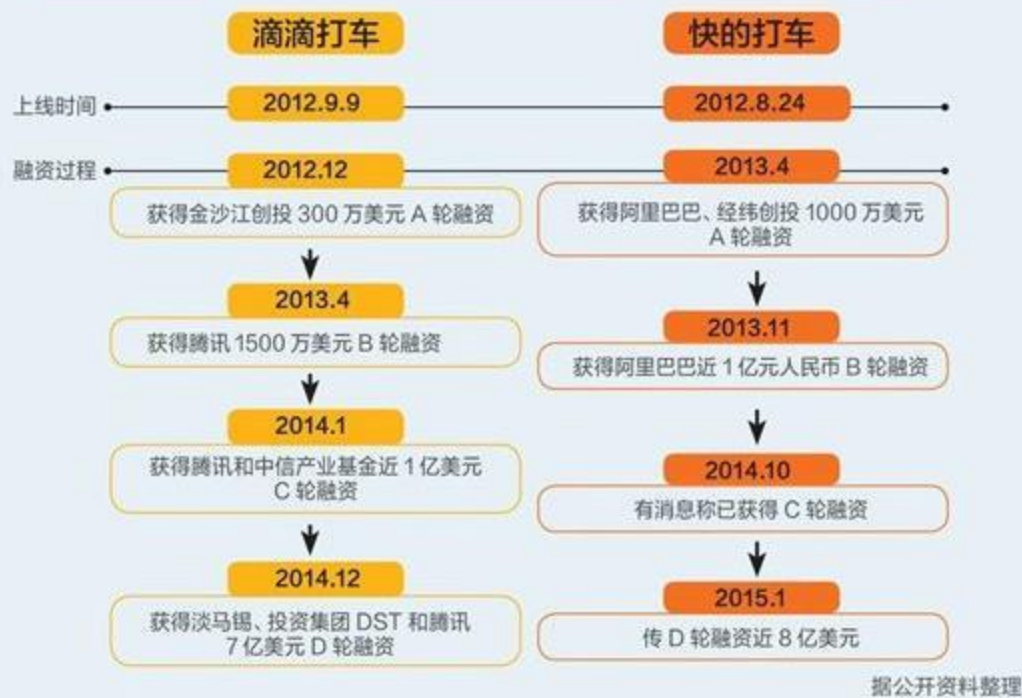 滴滴打车
快的打车
上线时间
2012.9.9
2012.8.24
融资过程
2012.12
获得金沙江创投 300 万美元 A 轮融资
2013.4
获得腾讯 1500 万美元 B 轮融资
2014.1
获得腾讯和中信产业基金近 1 亿美元
C 轮融资
2014.12
获得淡马锡、投资集团 DST 和腾讯
7 亿美元 D 轮融资
2013.4
获得阿里巴巴、经纬创投 1000 万美元
A 轮融资
2013.11
获得阿里巴巴近 1 亿元人民币 B 轮融资
2014.10
有消息称已获得 C 轮融资
2015.1
传 D 轮融资近 8 亿美元
据公开资料整理